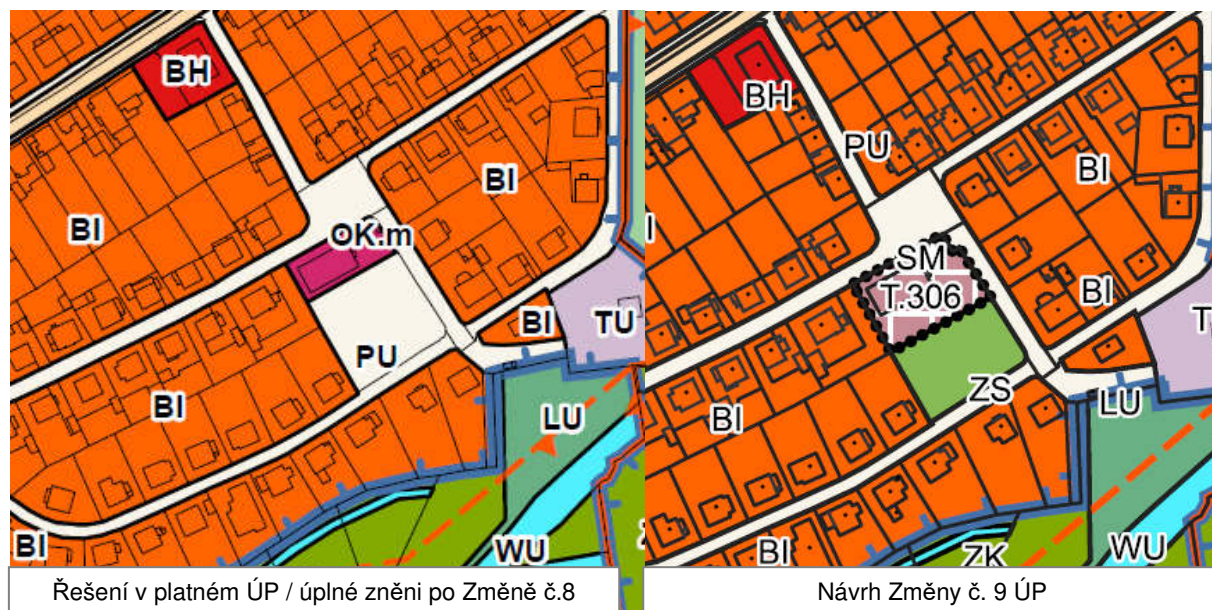 BH
BI
BI
OK.m
BI
TU
PU
BI
LU
BI
WU
Řešení v platném ÚP / úplné zněni po Změně č.8
BH
PU
BI
SM
T.306
BI
T
ZS
LU
BI
BI
ZK
WU
Návrh Změny č. 9 ÚP